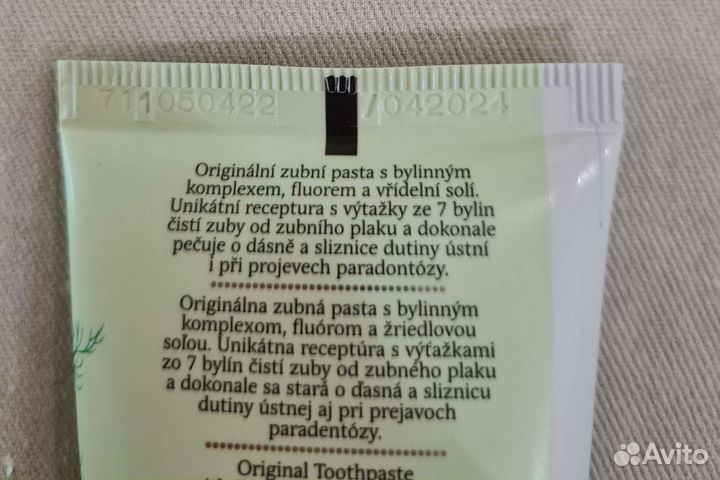 711050422 /042024
Originální zubní pasta s bylinným
komplexem, fluorem a vřídelní solí.
Unikátní receptura s výtažky ze 7 bylin
čistí zuby od zubního plaku a dokonale
pečuje o dásně a sliznice dutiny ústní
i při projevech paradontózy.
Originálna zubná pasta s bylinným
komplexom, fluórom a žriedlovou
soľou. Unikátna receptúra s výťažkami
zo 7 bylín čistí zuby od zubného plaku
a dokonale sa stará o ďasná a sliznicu
dutiny ústnej aj pri prejavoch
paradentózy.
Original Toothpaste
Avito